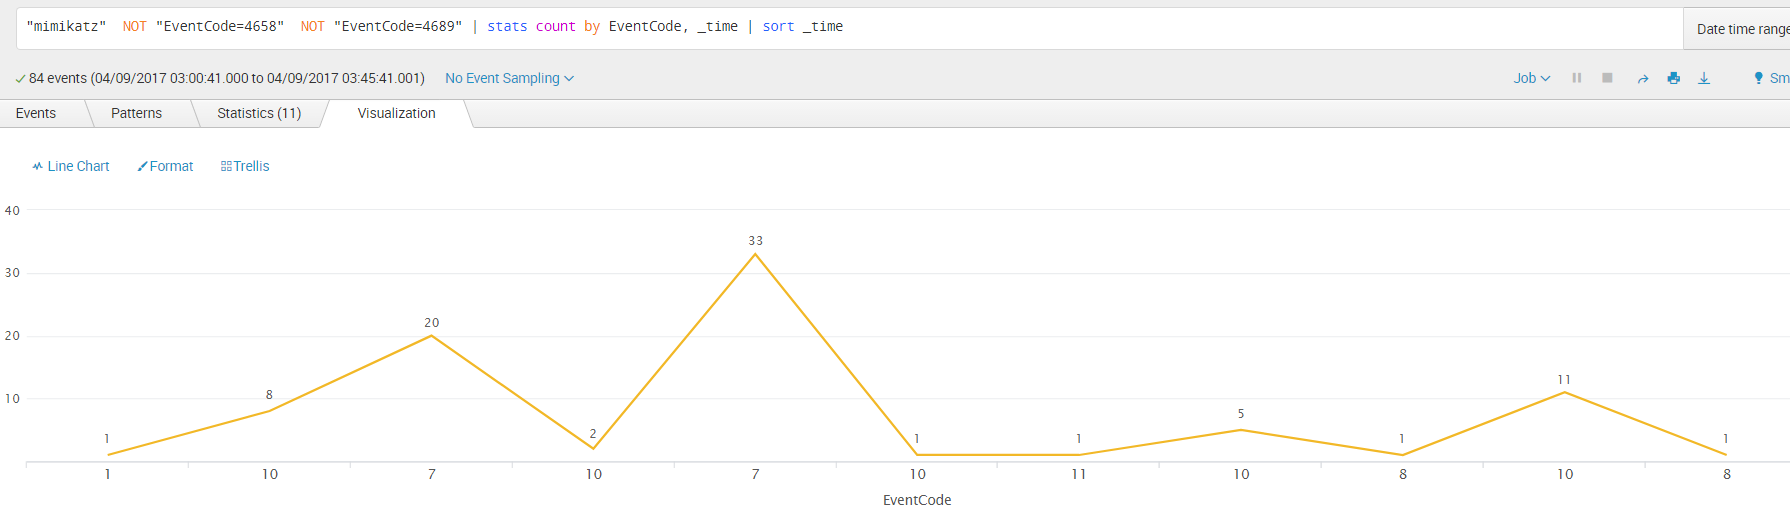 "mimikatz"  NOT "EventCode=4658"  NOT "EventCode=4689" | stats count by EventCode, _time | sort _time
Date time range
84 events (04/09/2017 03:00:41.000 to 04/09/2017 03:45:41.001)
No Event Sampling
Job
Sm
Events
Patterns
Statistics (11)
Visualization
Line Chart
Format
Trellis
40
30
20
10
1
8
20
2
33
1
1
5
1
11
1
1
10
7
10
7
10
11
10
8
10
8
EventCode